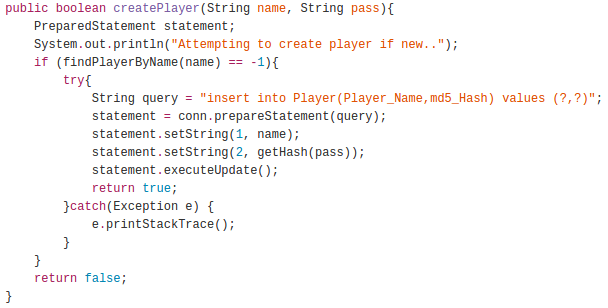 public boolean createPlayer(String name, String pass){
    PreparedStatement statement;
    System.out.println("Attempting to create player if new..");
    if (findPlayerByName(name) == -1){
        try{
            String query = "insert into Player(Player_Name,md5_Hash) values (?,?)";
            statement = conn.prepareStatement(query);
            statement.setString(1, name);
            statement.setString(2, getHash(pass));
            statement.executeUpdate();
            return true;
        }catch(Exception e) {
            e.printStackTrace();
        }
    }
    return false;
}